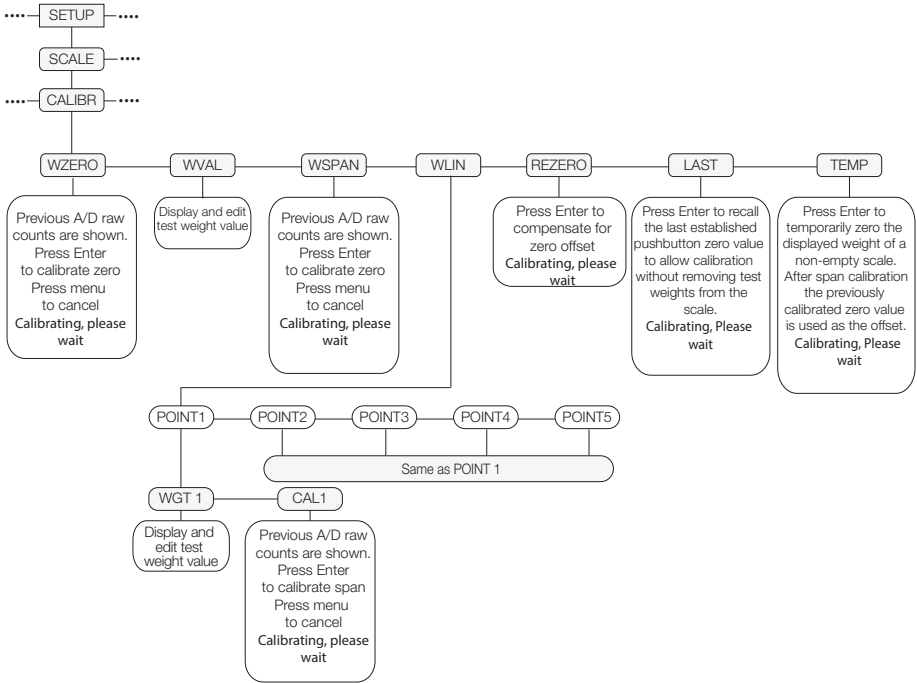 SETUP
SCALE
CALIBR
WZERO
WVAL
WSPAN
WLIN
REZERO
LAST
TEMP
Previous A/D raw
counts are shown.
Press Enter
to calibrate zero
Press menu
to cancel
Calibrating, please
wait
Display and edit
test weight value
Previous A/D raw
counts are shown.
Press Enter
to calibrate zero
Press menu
to cancel
Calibrating, please
wait
Press Enter to
compensate for
zero offset
Calibrating, please
wait
Press Enter to recall
the last established
pushbutton zero value
to allow calibration
without removing test
weights from the
scale.
Calibrating, Please
wait
Press Enter to
temporarily zero the
displayed weight of a
non-empty scale.
After span calibration
the previously
calibrated zero value
is used as the offset.
Calibrating, Please
wait
POINT1
POINT2
POINT3
POINT4
POINT5
Same as POINT 1
WGT 1
CAL1
Display and
edit test
weight value
Previous A/D raw
counts are shown.
Press Enter
to calibrate span
Press menu
to cancel
Calibrating, please
wait